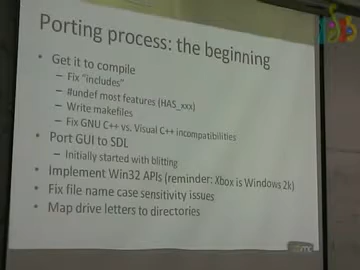 Porting process: the beginning
• Get it to compile
– Fix "includes"
– #undef most features (HAS_xxx)
– Write makefiles
– Fix GNU C++ vs. Visual C++ incompatibilities
• Port GUI to SDL
– Initially started with blitting
• Implement Win32 APIs (reminder: Xbox is Windows 2k)
• Fix file name case sensitivity issues
• Map drive letters to directories